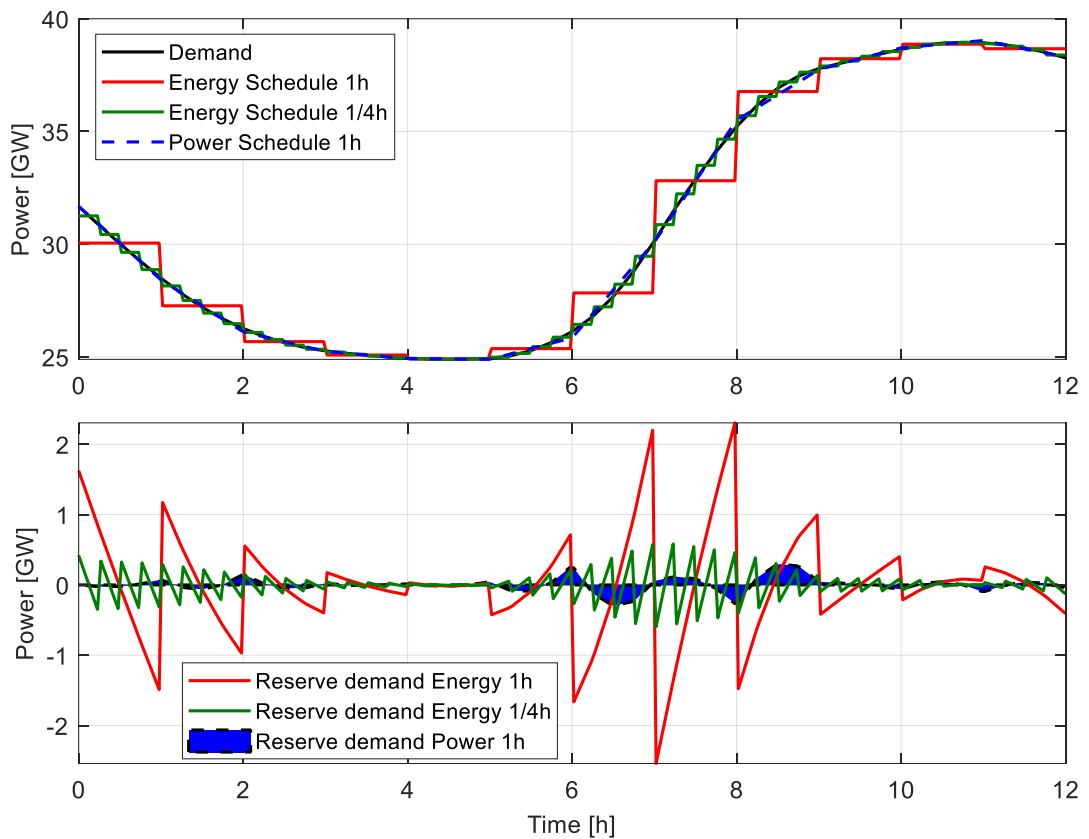 40
35
30
25
Power [GW]
Demand
Energy Schedule 1h
Energy Schedule 1/4h
Power Schedule 1h
0 2 4 6 8 10 12
2
1
0
-1
-2
Power [GW]
Reserve demand Energy 1h
Reserve demand Energy 1/4h
Reserve demand Power 1h
0 2 4 6 8 10 12
Time [h]